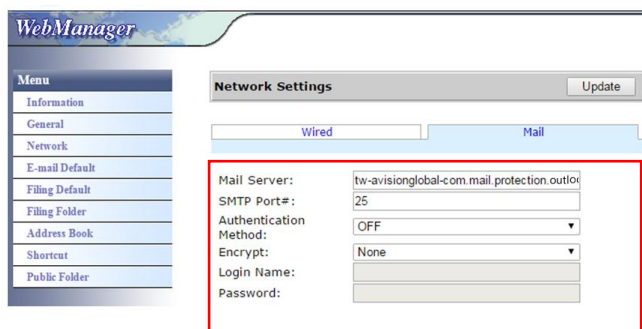 WebManager
Menu
Information
General
Network
E-mail Default
Filing Default
Filing Folder
Address Book
Shortcut
Public Folder
Network Settings
Update
Wired
Mail
Mail Server: tw-avisionglobal-com.mail.protection.outloo
SMTP Port#: 25
Authentication
Method: OFF
Encrypt: None
Login Name:
Password: